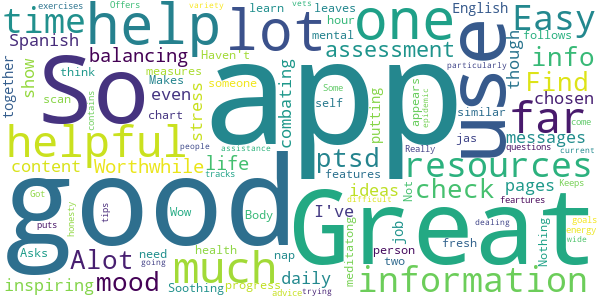 exercises Offers variety vets
time help lot one English Easy
learn leaves hour
Spanish balancing assessment though info
together show Makes mental follows
think measures Haven't someone particularly Find
So app use far
scan even stress combating Some self appears epidemic putting similar chosen
contains chart jas messages
helpful ptsd resources
content Worthwhile life people assistance features Really questions come current
tracks ideas Not check pages
good Great
Got tips Wow Body I've job feartures Keeps
puts honesty person fresh difficult goals
Alot need health nap meditatong two Nothing energy
going wide
inspiring mood much daily information
Asks Soothing progress advice trying dealing